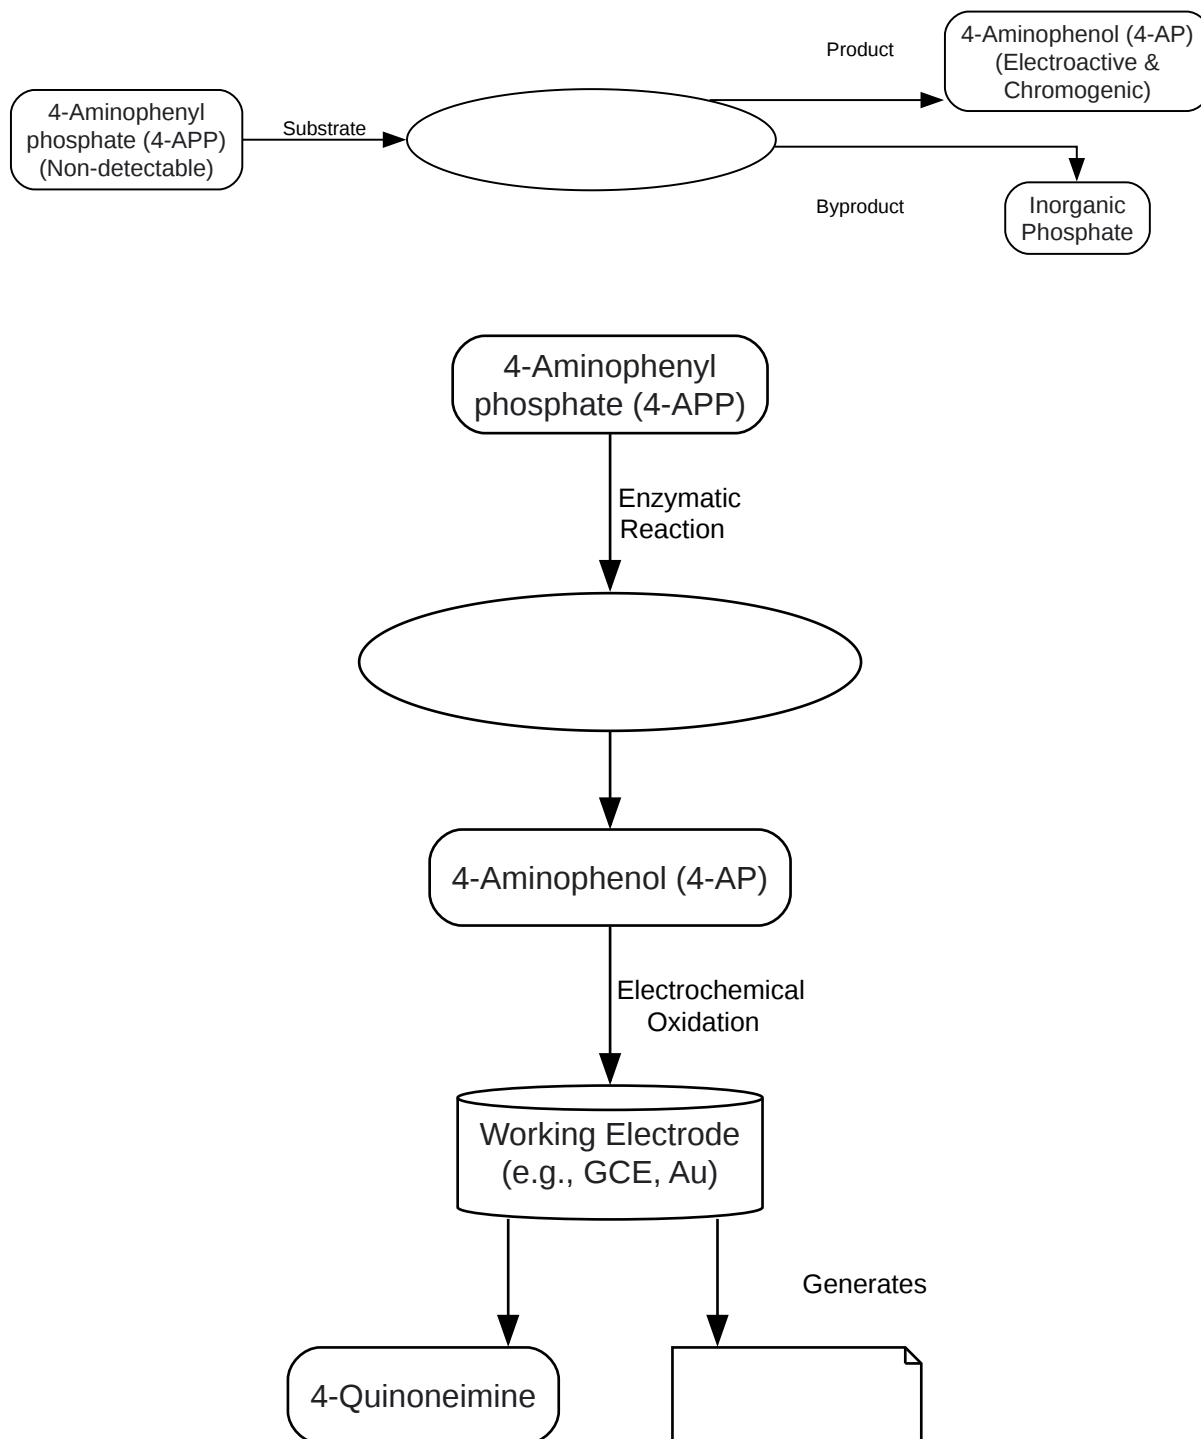 Product
4-Aminophenol (4-AP)
(Electroactive &
Chromogenic)
4-Aminophenyl
phosphate (4-APP)
(Non-detectable)
Substrate
Byproduct
Inorganic
Phosphate
4-Aminophenyl
phosphate (4-APP)
Enzymatic
Reaction
4-Aminophenol (4-AP)
Electrochemical
Oxidation
Working Electrode
(e.g., GCE, Au)
Generates
4-Quinoneimine